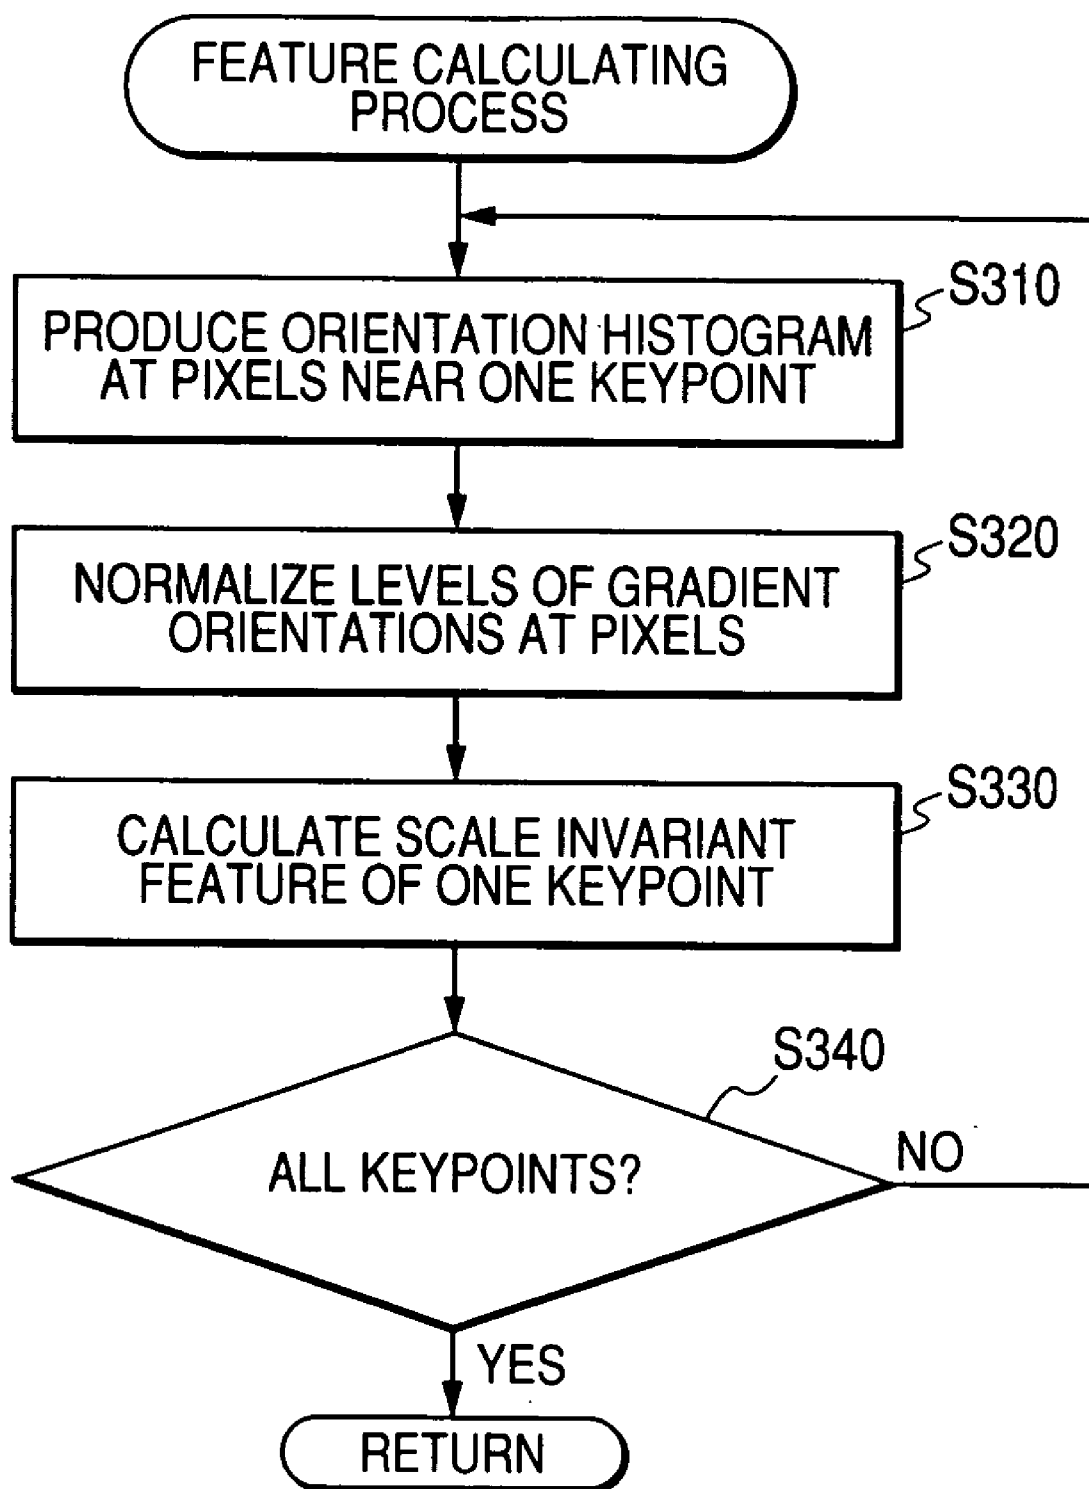 FEATURE CALCULATING
PROCESS
S310
PRODUCE ORIENTATION HISTOGRAM
AT PIXELS NEAR ONE KEYPOINT
S320
NORMALIZE LEVELS OF GRADIENT
ORIENTATIONS AT PIXELS
S330
CALCULATE SCALE INVARIANT
FEATURE OF ONE KEYPOINT
S340
ALL KEYPOINTS?
NO
YES
RETURN